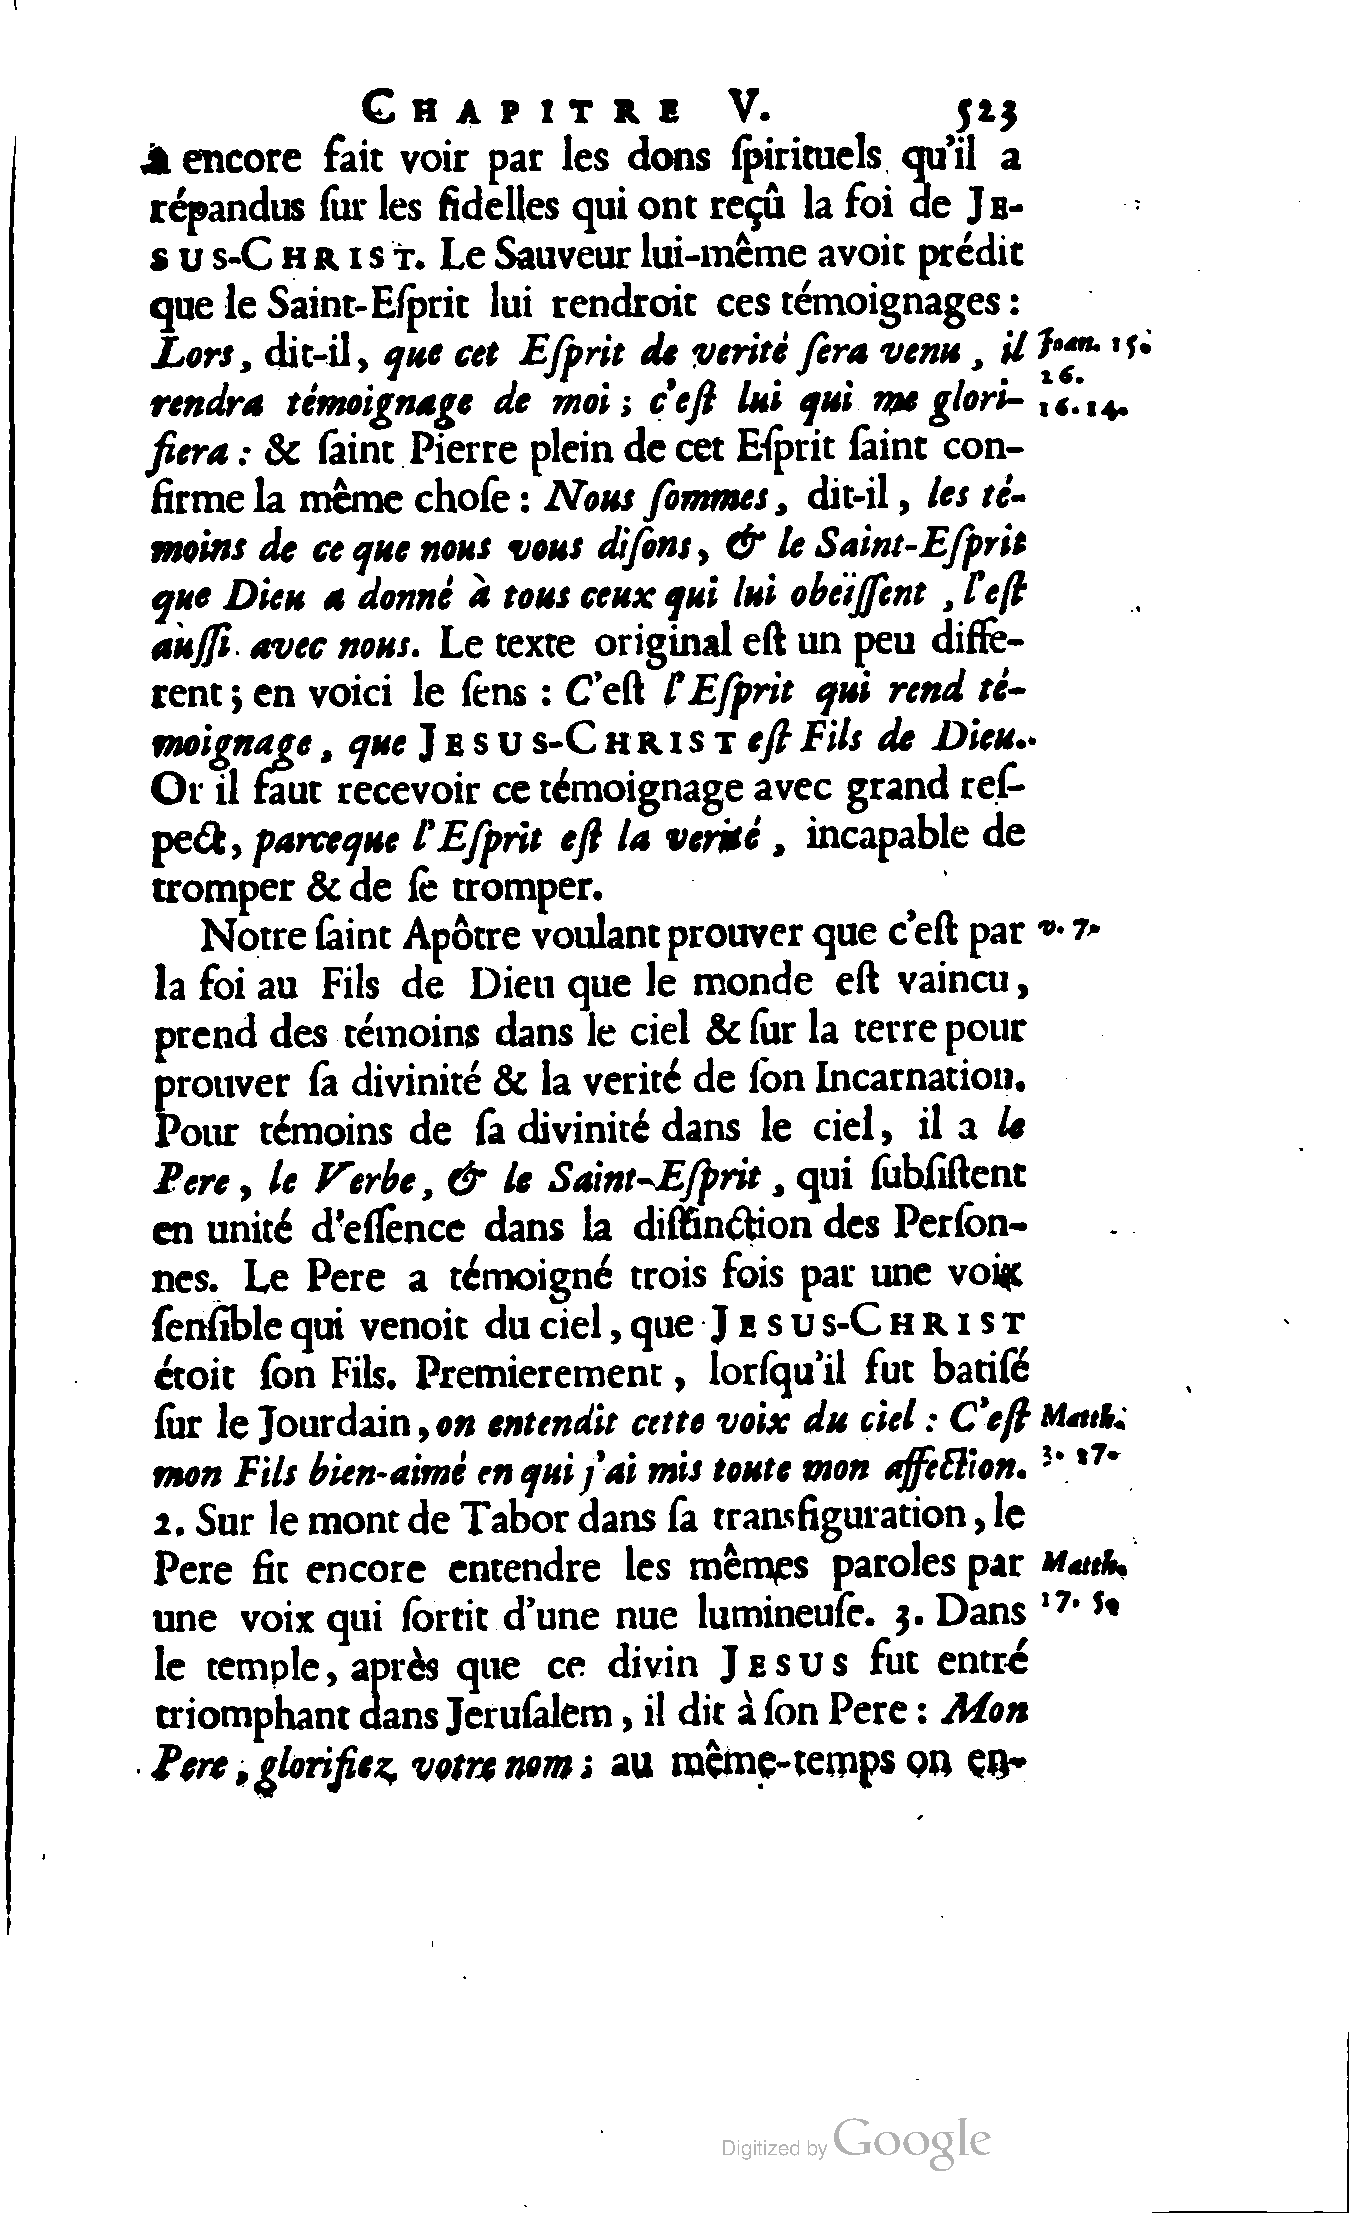 CHAPITRE V. 523
a encore fait voir par les dons ſpirituels qu'il a
répandus ſur les fidelles qui ont reçû la foi de JE-
SUS-CHRIST. Le Sauveur lui-même avoit prédit
que le Saint-Eſprit lui rendroit ces témoignages :
Lors, dit-il, que cet Eſprit de verité ſera venu, il
Joan. 15.
26.
rendra témoignage de moi ; c'eſt lui qui me glori-
16. 14.
fiera : & ſaint Pierre plein de cet Eſprit ſaint con-
firme la même choſe : Nous ſommes, dit-il, les té-
moins de ce que nous vous diſons, & le Saint-Eſprit
que Dieu a donné à tous ceux qui lui obeïſſent, l'eſt
auſſi avec nous. Le texte original eſt un peu diffe-
rent ; en voici le ſens : C'eſt l'Eſprit qui rend té-
moignage, que JESUS-CHRIST eſt Fils de Dieu.
Or il faut recevoir ce témoignage avec grand reſ-
pect, parceque l'Eſprit eſt la verité, incapable de
tromper & de ſe tromper.
Notre ſaint Apôtre voulant prouver que c'eſt par
v. 7.
la foi au Fils de Dieu que le monde eſt vaincu,
prend des témoins dans le ciel & ſur la terre pour
prouver ſa divinité & la verité de ſon Incarnation.
Pour témoins de ſa divinité dans le ciel, il a le
Pere, le Verbe, & le Saint-Eſprit, qui ſubſiſtent
en unité d'eſſence dans la diſtinction des Perſon-
nes. Le Pere a témoigné trois fois par une voix
ſenſible qui venoit du ciel, que JESUS-CHRIST
étoit ſon Fils. Premierement, lorſqu'il fut batiſé
ſur le Jourdain, on entendit cette voix du ciel : C'eſt
Matth.
mon Fils bien-aimé en qui j'ai mis toute mon affection.
3. 17.
2. Sur le mont de Tabor dans ſa transfiguration, le
Pere fit encore entendre les mêmes paroles par
Matth.
une voix qui ſortit d'une nue lumineuſe. 3. Dans
17. 5.
le temple, après que ce divin JESUS fut entré
triomphant dans Jeruſalem, il dit à ſon Pere : Mon
Pere, glorifiez votre nom ; au même-temps on en-
Digitized by Google